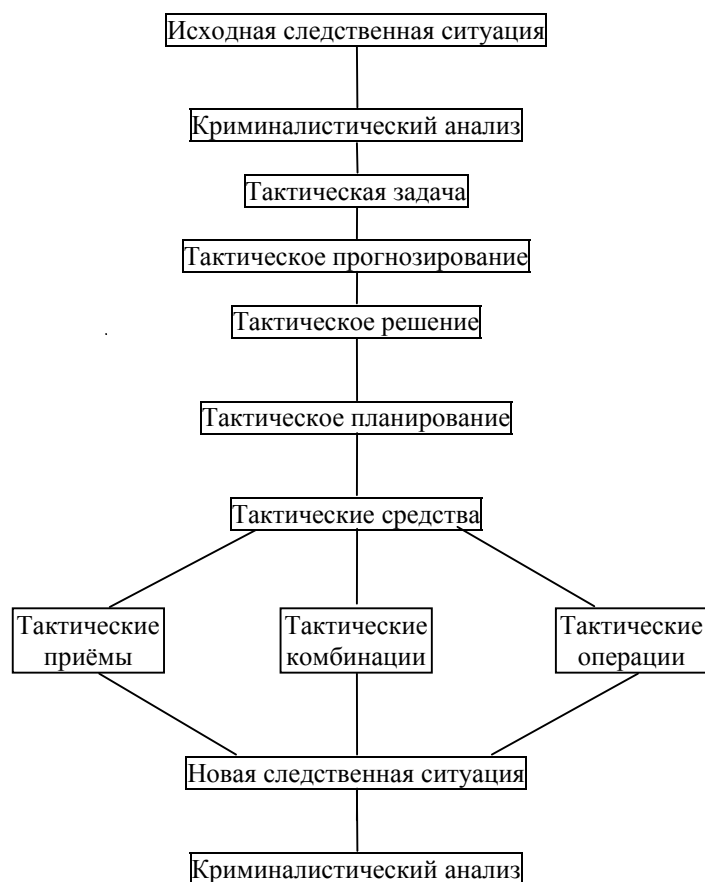 Исходная следственная ситуация
Криминалистический анализ
Тактическая задача
Тактическое прогнозирование
Тактическое решение
Тактическое планирование
Тактические средства
Тактические
приёмы
Тактические
комбинации
Тактические
операции
Новая следственная ситуация
Криминалистический анализ